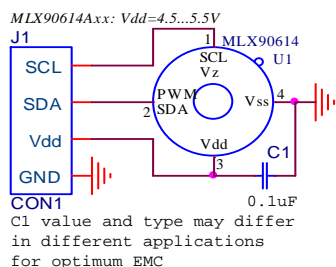 MLX90614Axx: Vdd=4.5...5.5V
J1
MLX90614
U1
1
SCL
Vz
SCL
SDA
2
PWM
SDA
Vss
4
Vdd
Vdd
3
C1
GND
CON1
0.1uF
C1 value and type may differ
in different applications
for optimum EMC